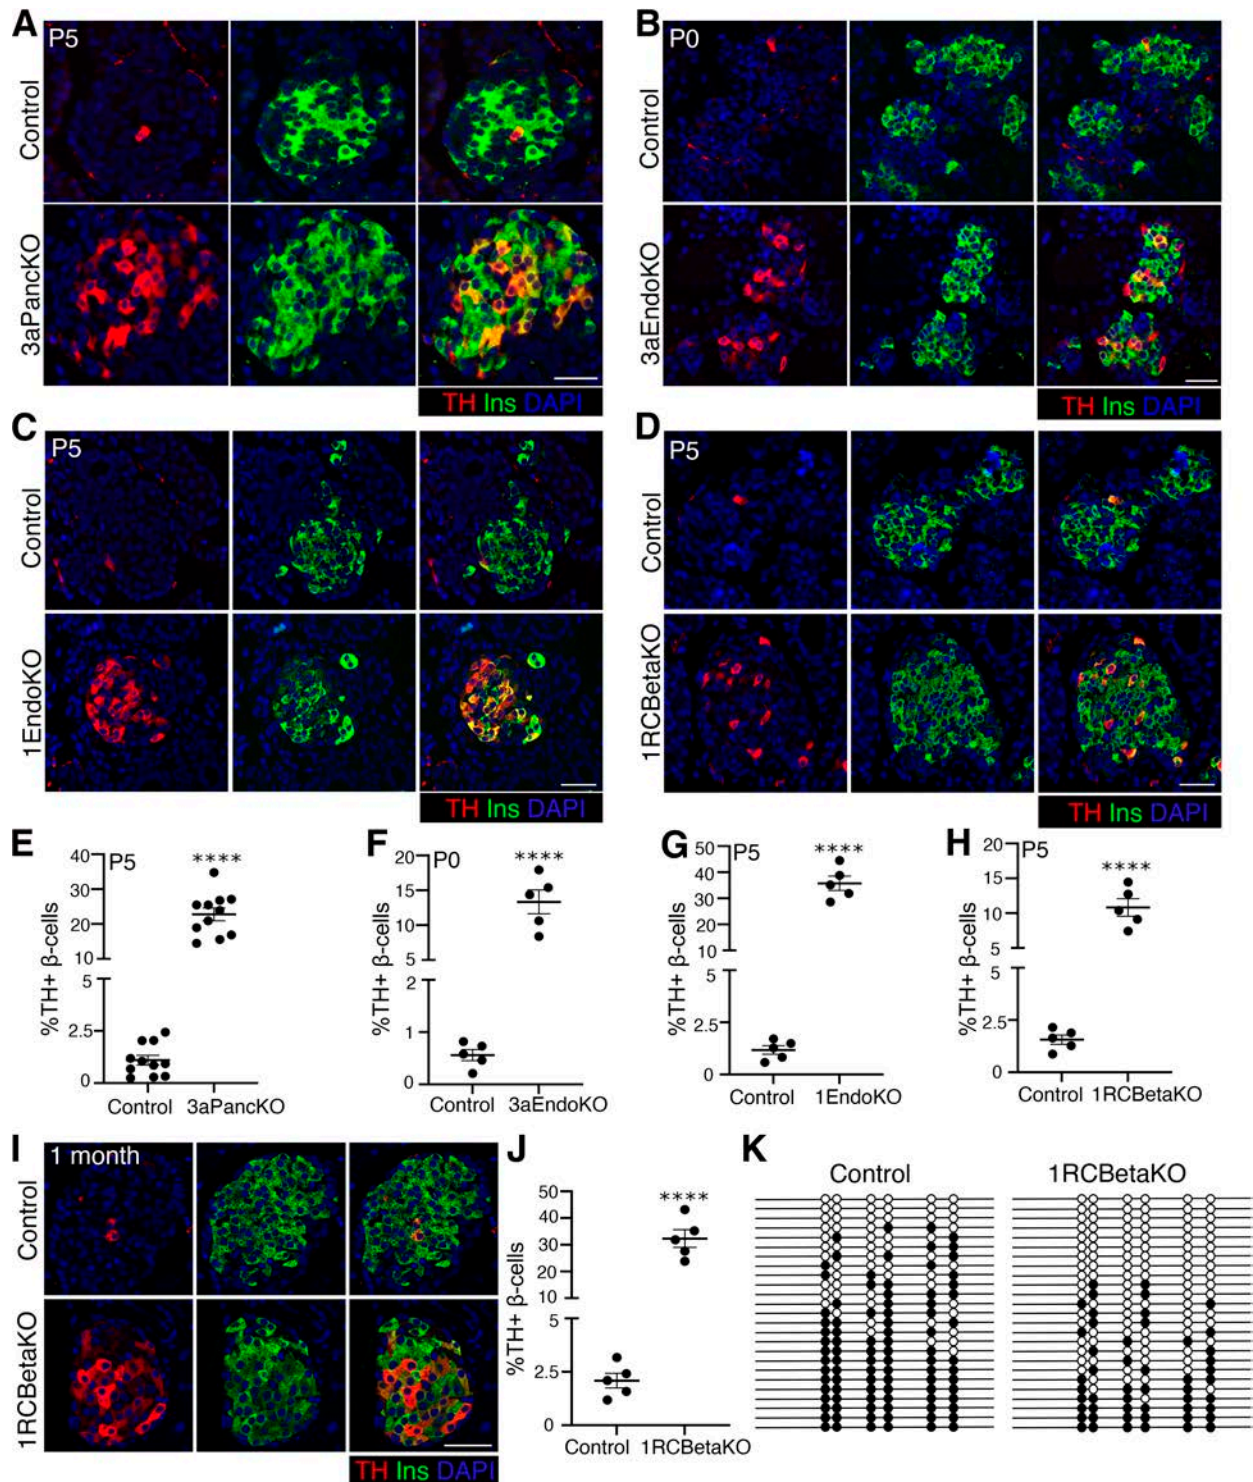 A
P5
Control
3aPancKO
TH Ins DAPI
B
P0
Control
3aEndoKO
TH Ins DAPI
C
P5
Control
1EndoKO
TH Ins DAPI
D
P5
Control
1RCBetaKO
TH Ins DAPI
E
P5
%TH+ β-cells
40
30
20
10
5
2.5
0
****
Control 3aPancKO
F
P0
%TH+ β-cells
20
15
10
5
2
1
0
****
Control 3aEndoKO
G
P5
%TH+ β-cells
50
40
30
20
10
5
2.5
0
****
Control 1EndoKO
H
P5
%TH+ β-cells
20
15
10
5
5
2.5
0
****
Control 1RCBetaKO
I
1 month
Control
1RCBetaKO
TH Ins DAPI
J
%TH+ β-cells
50
40
30
20
10
5
2.5
0
****
Control 1RCBetaKO
K
Control
1RCBetaKO